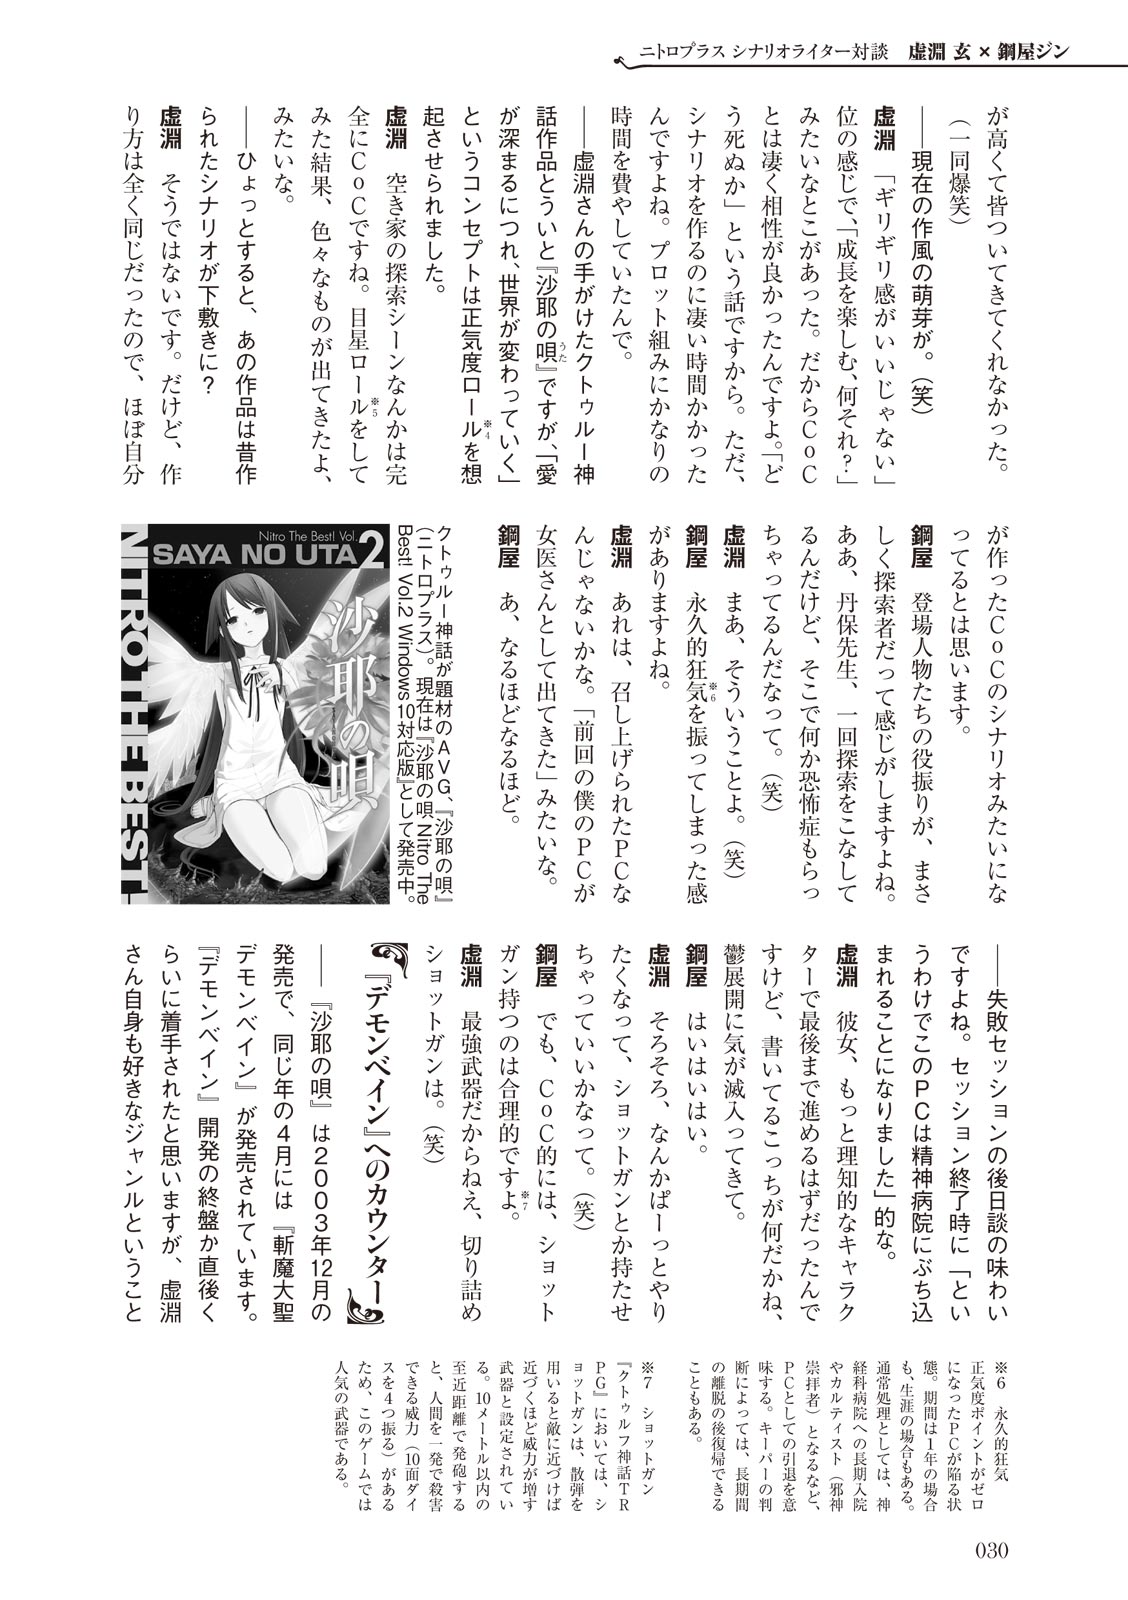 ニトロプラス シナリオライター対談　虚淵 玄 × 鋼屋ジン
が高くて皆ついてきてくれなかった。
（一同爆笑）
――現在の作風の萌芽が。（笑）
虚淵　「ギリギリ感がいいじゃない」
位の感じで、「成長を楽しむ、何それ？」
みたいなとこがあった。だからＣｏＣ
とは凄く相性が良かったんですよ。「ど
う死ぬか」という話ですから。ただ、
シナリオを作るのに凄い時間かかった
んですよね。プロット組みにかなりの
時間を費やしていたんで。
――虚淵さんの手がけたクトゥルー神
話作品とういと『沙耶の唄』ですが、「愛
うた
が深まるにつれ、世界が変わっていく」
というコンセプトは正気度ロール※4を想
起させられました。
虚淵　空き家の探索シーンなんかは完
全にＣｏＣですね。目星ロール※5をして
みた結果、色々なものが出てきたよ、
みたいな。
――ひょっとすると、あの作品は昔作
られたシナリオが下敷きに？
虚淵　そうではないです。だけど、作
り方は全く同じだったので、ほぼ自分
が作ったＣｏＣのシナリオみたいにな
ってるとは思います。
鋼屋　登場人物たちの役振りが、まさ
しく探索者だって感じがしますよね。
ああ、丹保先生、一回探索をこなして
るんだけど、そこで何か恐怖症もらっ
ちゃってるんだなって。（笑）
虚淵　まあ、そういうことよ。（笑）
鋼屋　永久的狂気※6を振ってしまった感
がありますよね。
虚淵　あれは、召し上げられたＰＣな
んじゃないかな。「前回の僕のＰＣが
女医さんとして出てきた」みたいな。
鋼屋　あ、なるほどなるほど。
クトゥルー神話が題材のＡＶＧ、『沙耶の唄』
（ニトロプラス）。現在は『沙耶の唄 Nitro The
Best! Vol.2 Windows10対応版』として発売中。
Nitro The Best! Vol.2
SAYA NO UTA
沙耶の唄
NITRO THE BEST!
――失敗セッションの後日談の味わい
ですよね。セッション終了時に「とい
うわけでこのＰＣは精神病院にぶち込
まれることになりました」的な。
虚淵　彼女、もっと理知的なキャラク
ターで最後まで進めるはずだったんで
すけど、書いてるこっちが何だかね、
鬱展開に気が滅入ってきて。
鋼屋　はいはいはい。
虚淵　そろそろ、なんかぱーっとやり
たくなって、ショットガンとか持たせ
ちゃっていいかなって。（笑）
鋼屋　でも、ＣｏＣ的には、ショット
ガン持つのは合理的ですよ※7。
虚淵　最強武器だからねえ、切り詰め
ショットガンは。（笑）
『デモンベイン』へのカウンター
――『沙耶の唄』は２００３年12月の
発売で、同じ年の４月には『斬魔大聖
デモンベイン』が発売されています。
『デモンベイン』開発の終盤か直後く
らいに着手されたと思いますが、虚淵
さん自身も好きなジャンルということ
※6　永久的狂気
正気度ポイントがゼロ
になったＰＣが陥る状
態。期間は１年の場合
も、生涯の場合もある。
通常処理としては、神
経科病院への長期入院
やカルティスト（邪神
崇拝者）となるなど、
ＰＣとしての引退を意
味する。キーパーの判
断によっては、長期間
の離脱の後復帰できる
こともある。
※7　ショットガン
『クトゥルフ神話ＴＲ
ＰＧ』においては、シ
ョットガンは、散弾を
用いると敵に近づけば
近づくほど威力が増す
武器と設定されてい
る。10メートル以内の
至近距離で発砲する
と、人間を一発で殺害
できる威力（10面ダイ
スを４つ振る）がある
ため、このゲームでは
人気の武器である。
030